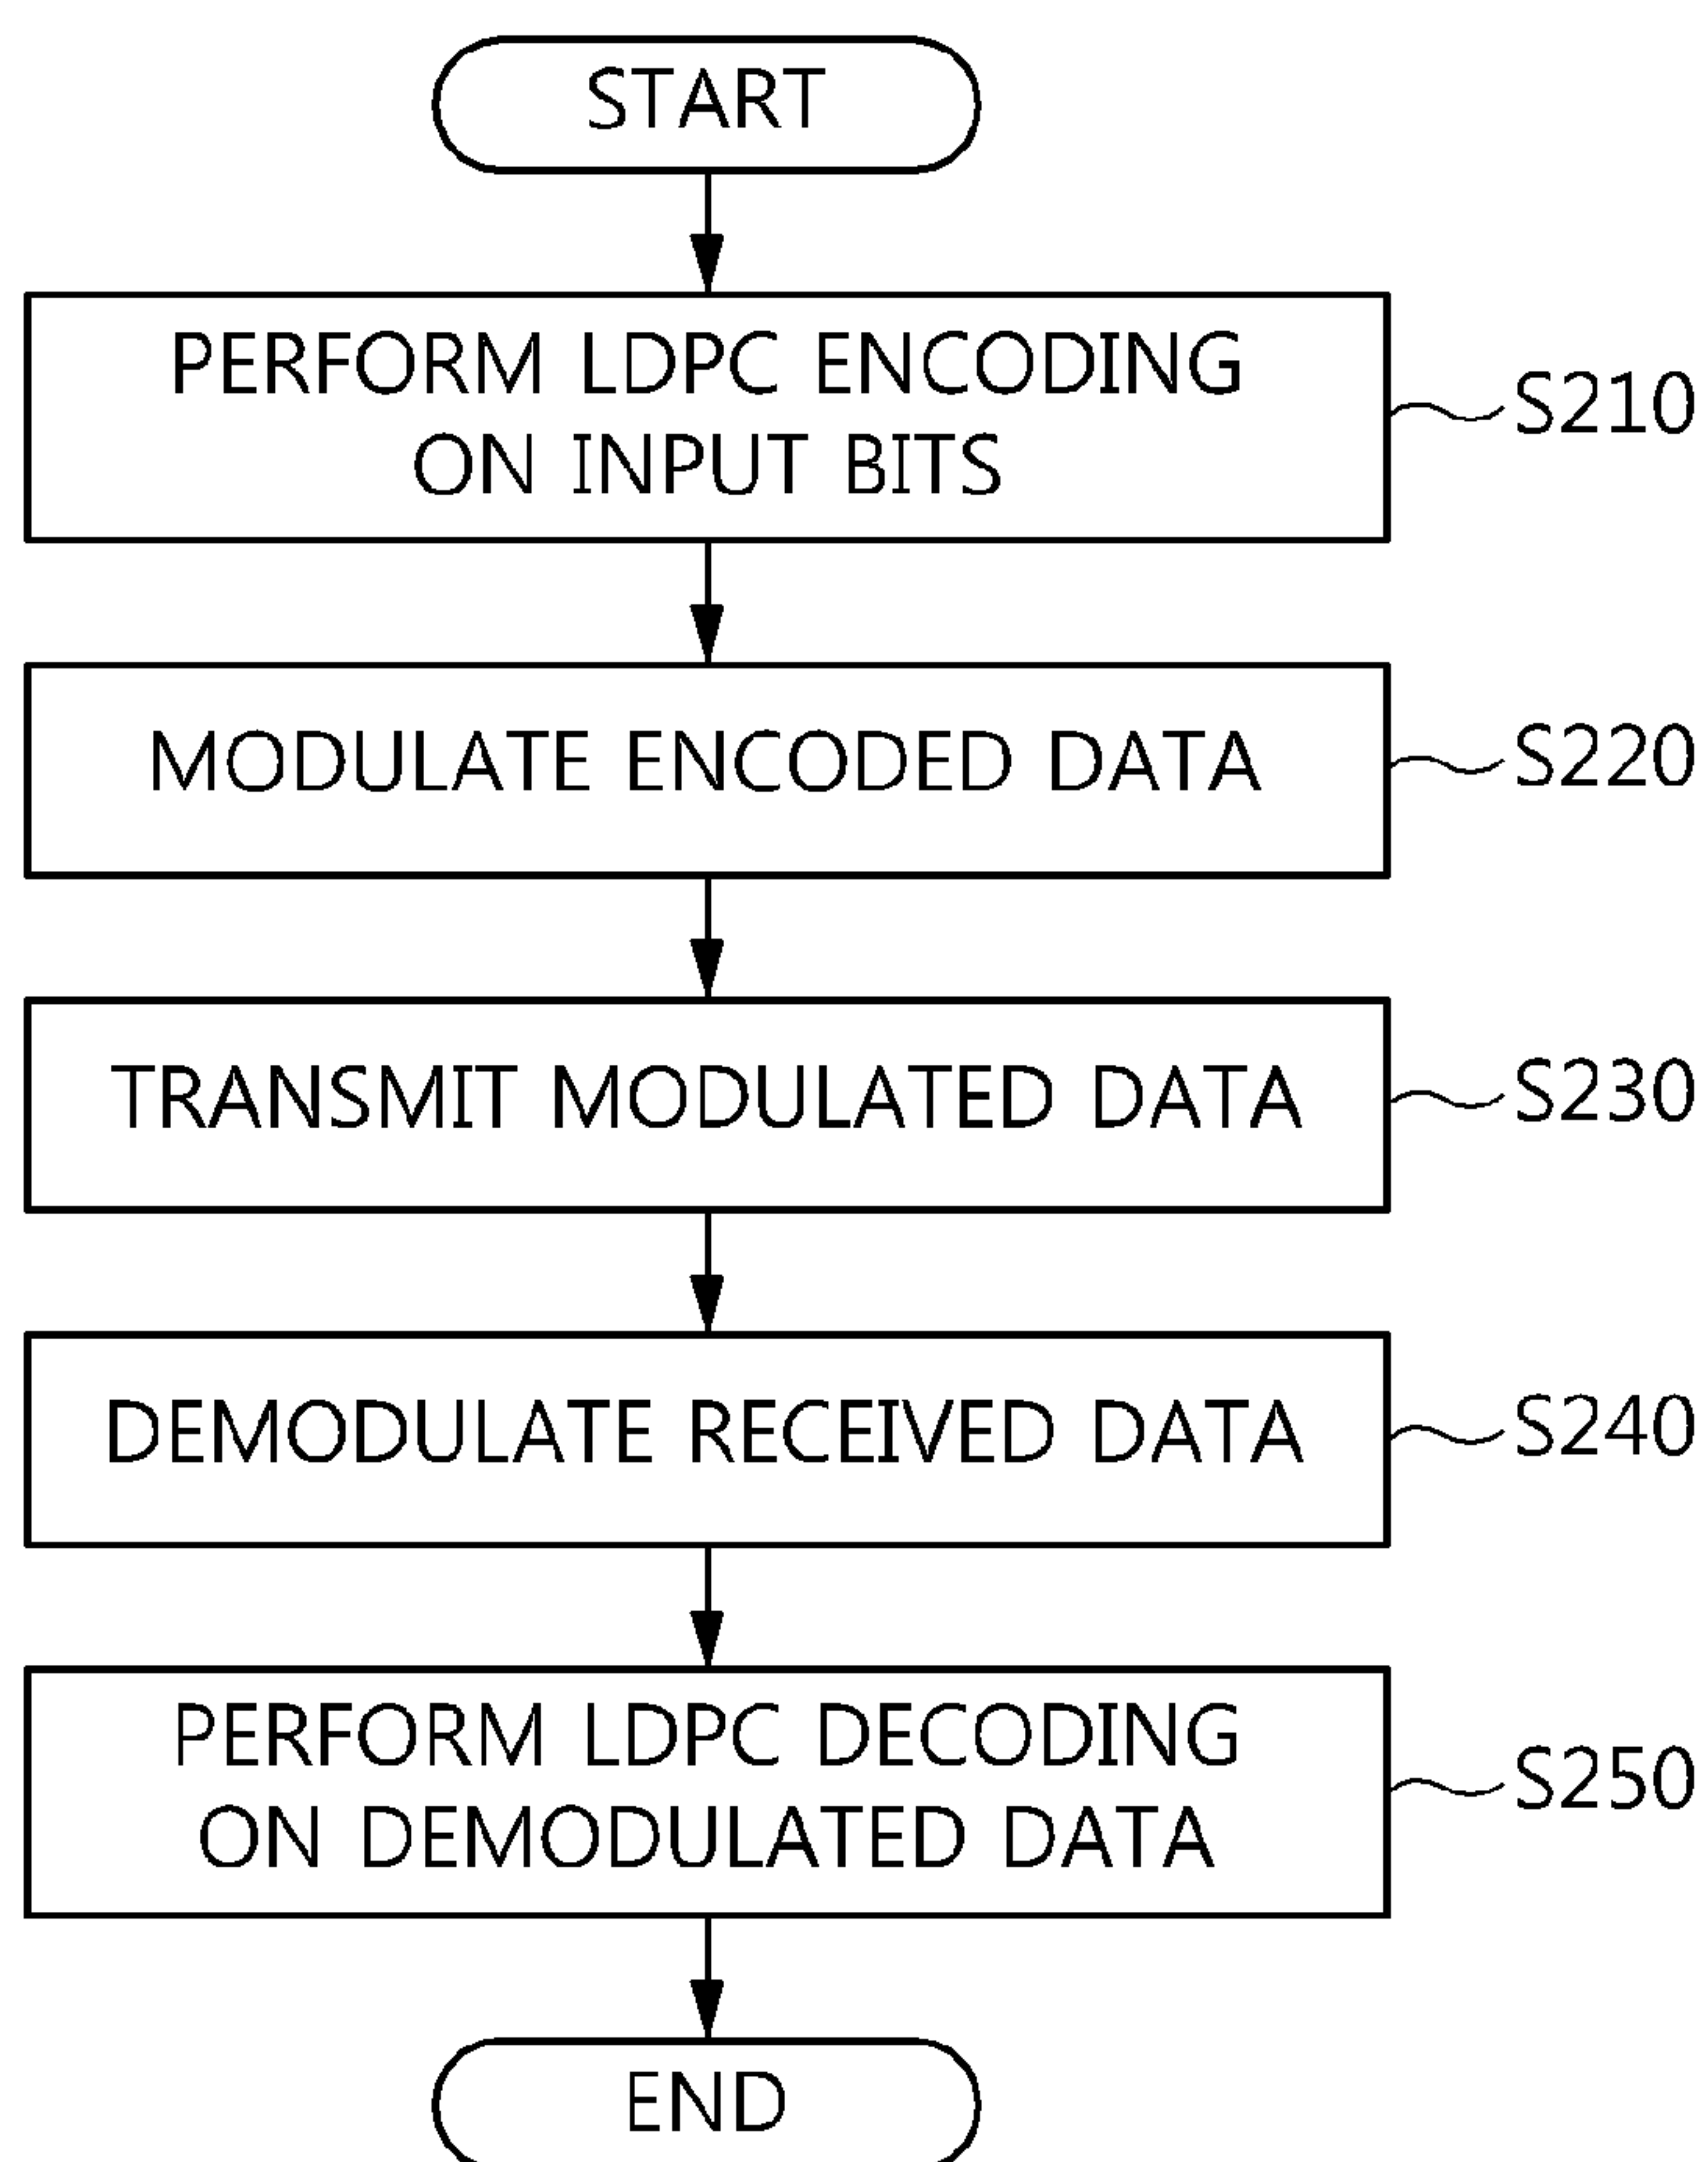 START
PERFORM LDPC ENCODING
ON INPUT BITS
S210
MODULATE ENCODED DATA
S220
TRANSMIT MODULATED DATA
S230
DEMODULATE RECEIVED DATA
S240
PERFORM LDPC DECODING
ON DEMODULATED DATA
S250
END